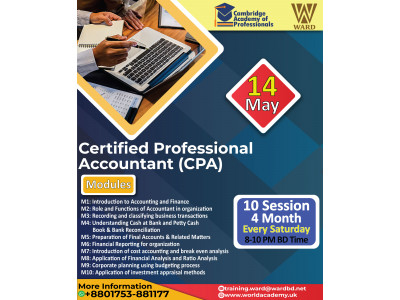 Cambridge
Academy of
Professionals
WARD
14
May
Certified Professional
Accountant (CPA)
Modules
M1: Introduction to Accounting and Finance
M2: Role and Functions of Accountant in organization
M3: Recording and classifying business transactions
M4: Understanding Cash at Bank and Petty Cash
Book & Bank Reconciliation
M5: Preparation of Final Accounts & Related Matters
M6: Financial Reporting for organization
M7: Introduction of cost accounting and break even analysis
M8: Application of Financial Analysis and Ratio Analysis
M9: Corporate planning using budgeting process
M10: Application of investment appraisal methods
10 Session
4 Month
Every Saturday
8-10 PM BD Time
More Information
+8801753-881177
training.ward@wardbd.net
www.worldacademy.uk